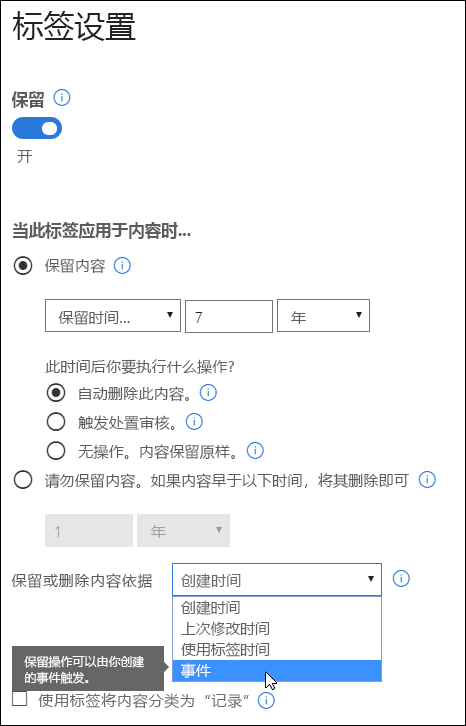 标签设置
保留
开
当此标签应用于内容时...
保留内容
保留时间... 7 年
此时间后你要执行什么操作?
自动删除此内容。
触发处置审核。
无操作。内容保留原样。
请勿保留内容。如果内容早于以下时间，将其删除即可
1 年
保留或删除内容依据 创建时间
创建时间
上次修改时间
使用标签时间
事件
保留操作可以由你创建
的事件触发。
使用标签将内容分类为“记录”